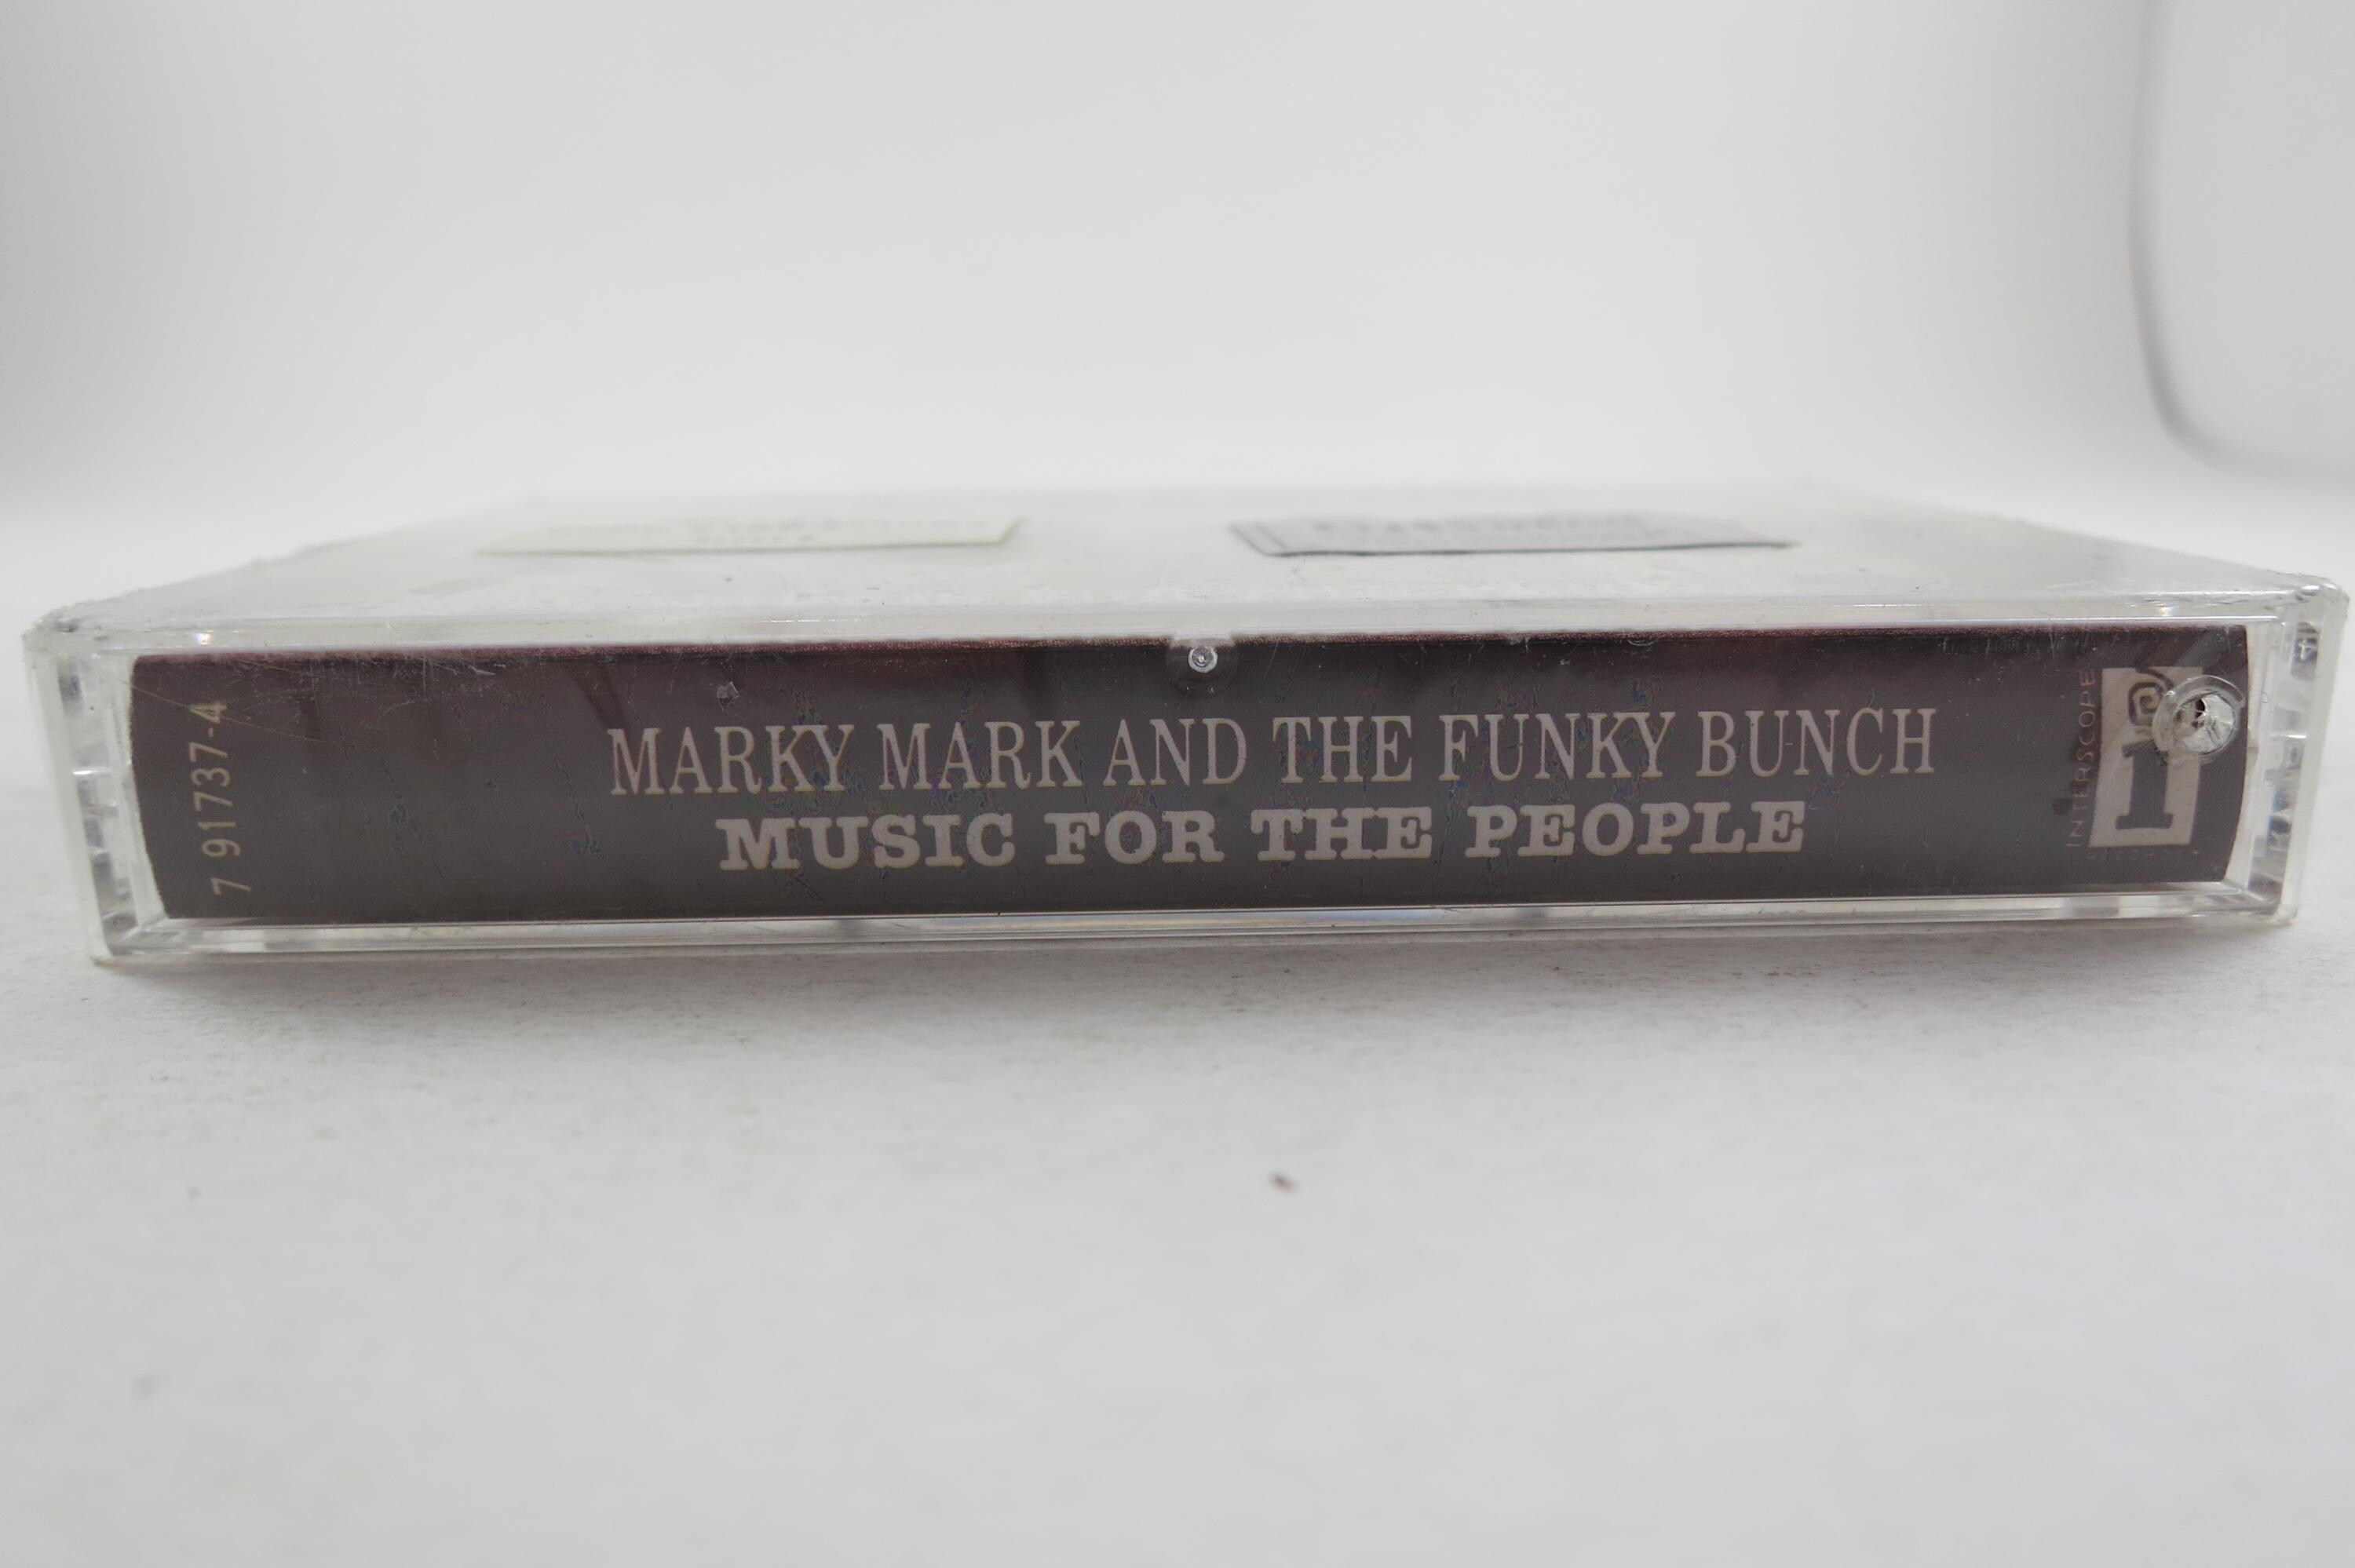 7 91737-4
MARKY MARK AND THE FUNKY BUNCH
MUSIC FOR THE PEOPLE
INTERSCOPE